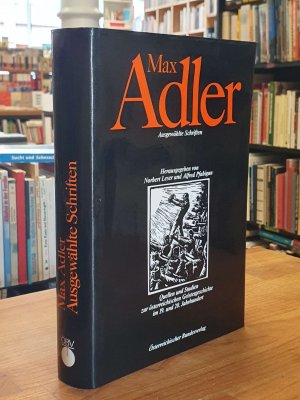 Max
Adler
Ausgewählte Schriften
Herausgegeben von
Norbert Leser und Alfred Pfabigan
Quellen und Studien
zur österreichischen Geistesgeschichte
im 19. und 20. Jahrhundert
Österreichischer Bundesverlag
Max Adler
Ausgewählte Schriften
ÖBV